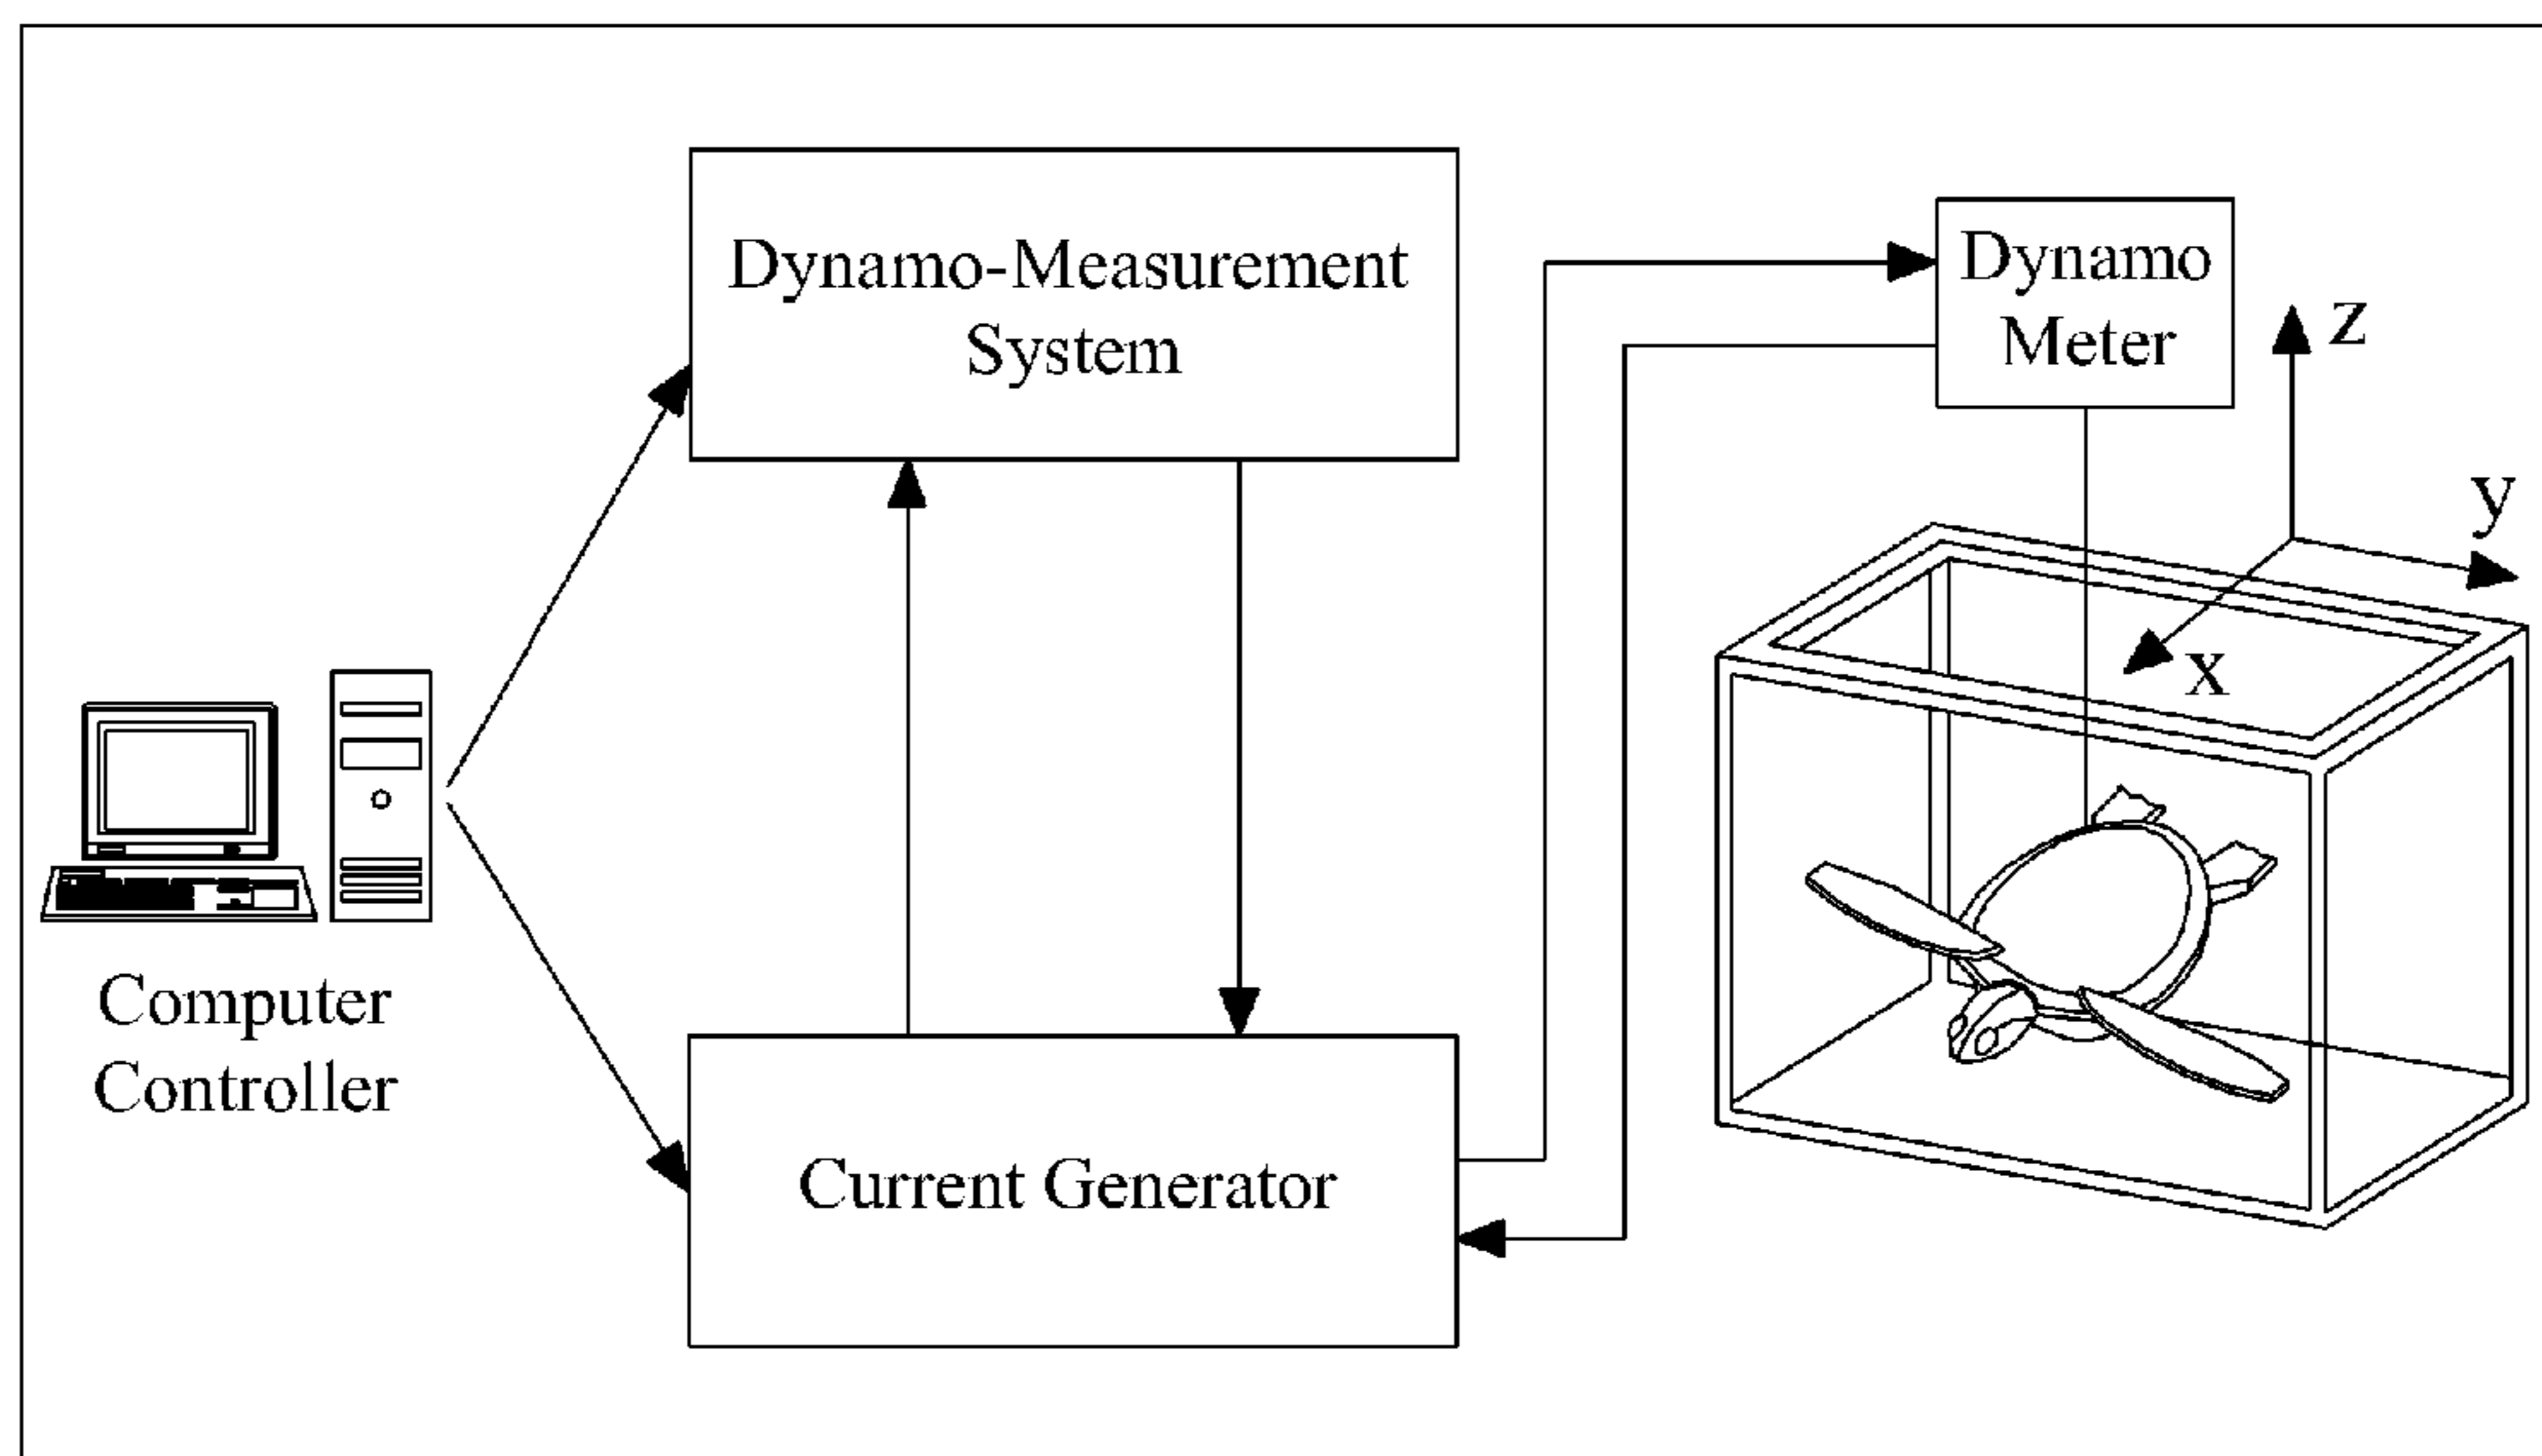 Dynamo-Measurement
System
Dynamo
Meter
z
y
x
Computer
Controller
Current Generator